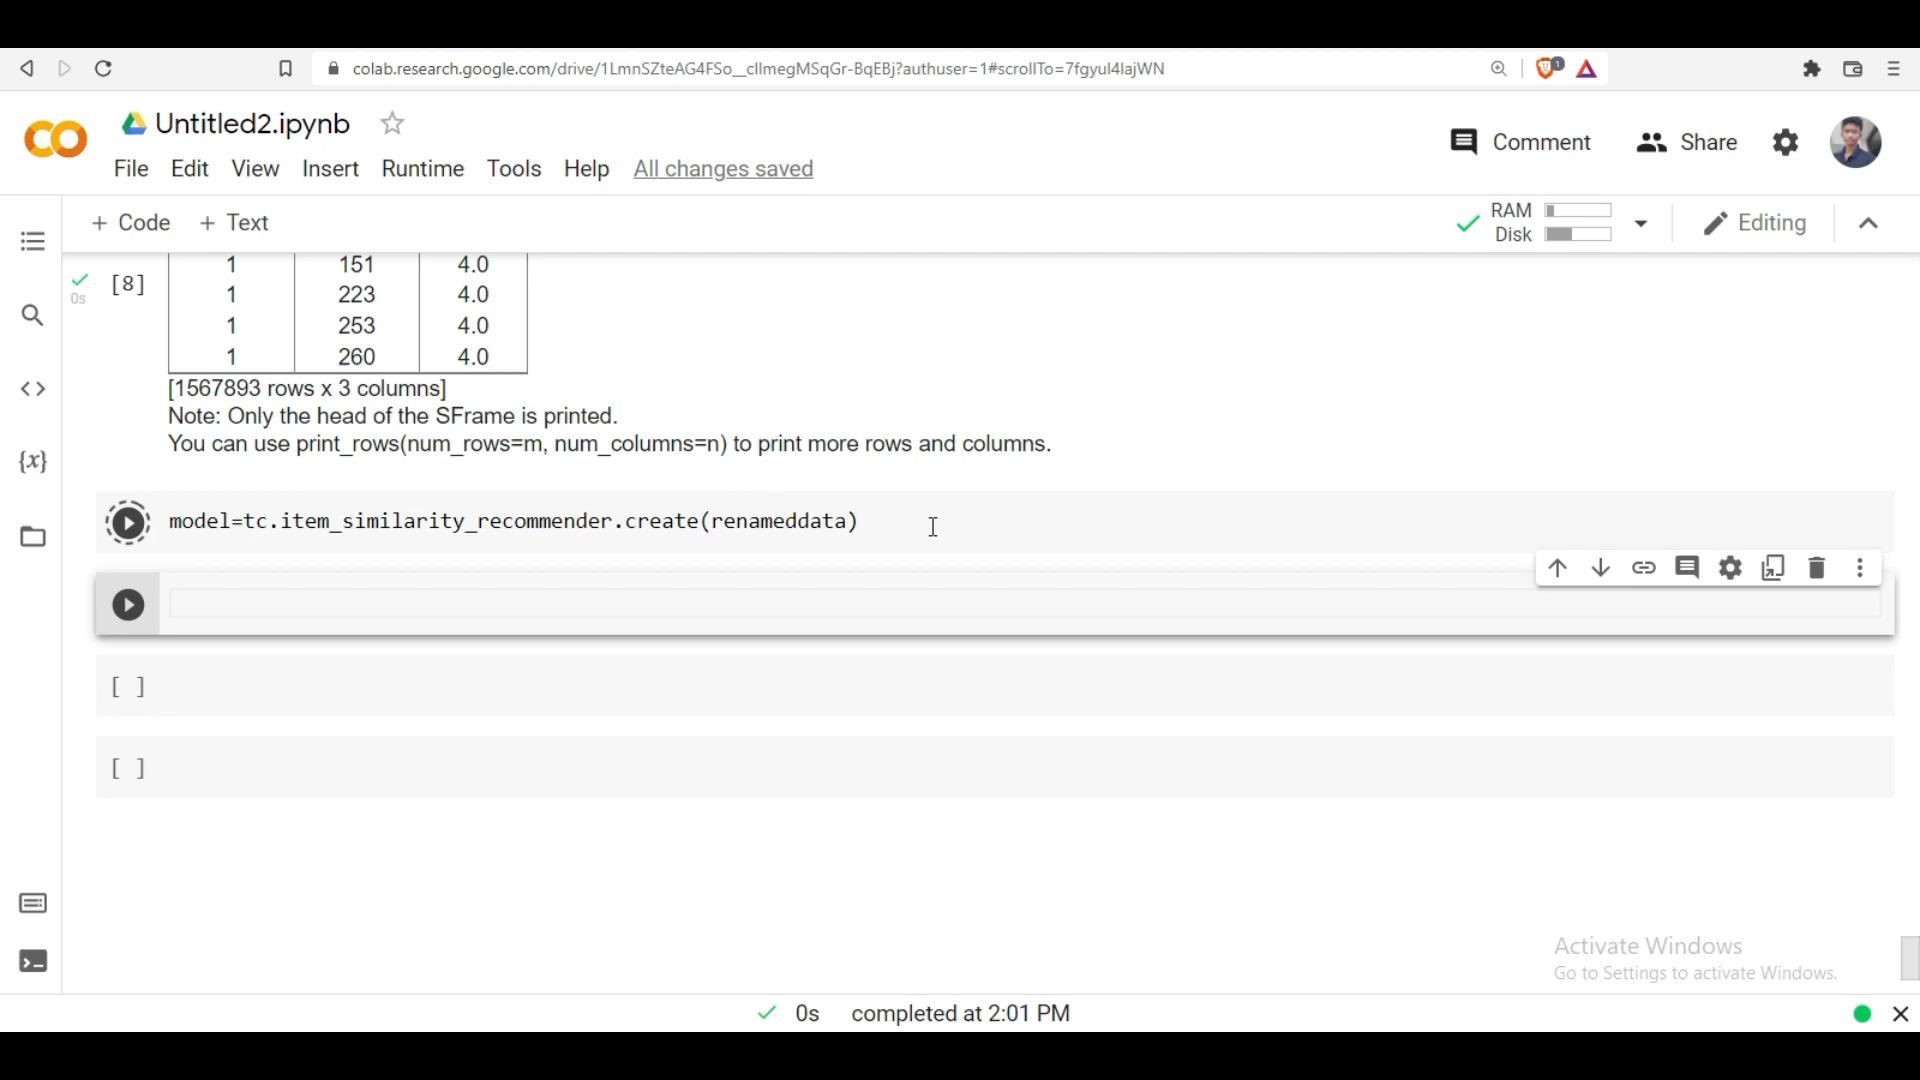 colab.research.google.com/drive/1LmnSZteAG4FSo__cIlmegMSqGr-BqEBj?authuser=1#scrollTo=7fgyul4lajWN
1
Untitled2.ipynb
Comment
Share
File Edit View Insert Runtime Tools Help All changes saved
+ Code + Text
RAM
Disk
Editing
[8]
0s
1 151 4.0
1 223 4.0
1 253 4.0
1 260 4.0
[1567893 rows x 3 columns]
Note: Only the head of the SFrame is printed.
You can use print_rows(num_rows=m, num_columns=n) to print more rows and columns.
model=tc.item_similarity_recommender.create(renameddata)
{x}
[ ]
[ ]
Activate Windows
Go to Settings to activate Windows.
0s completed at 2:01 PM